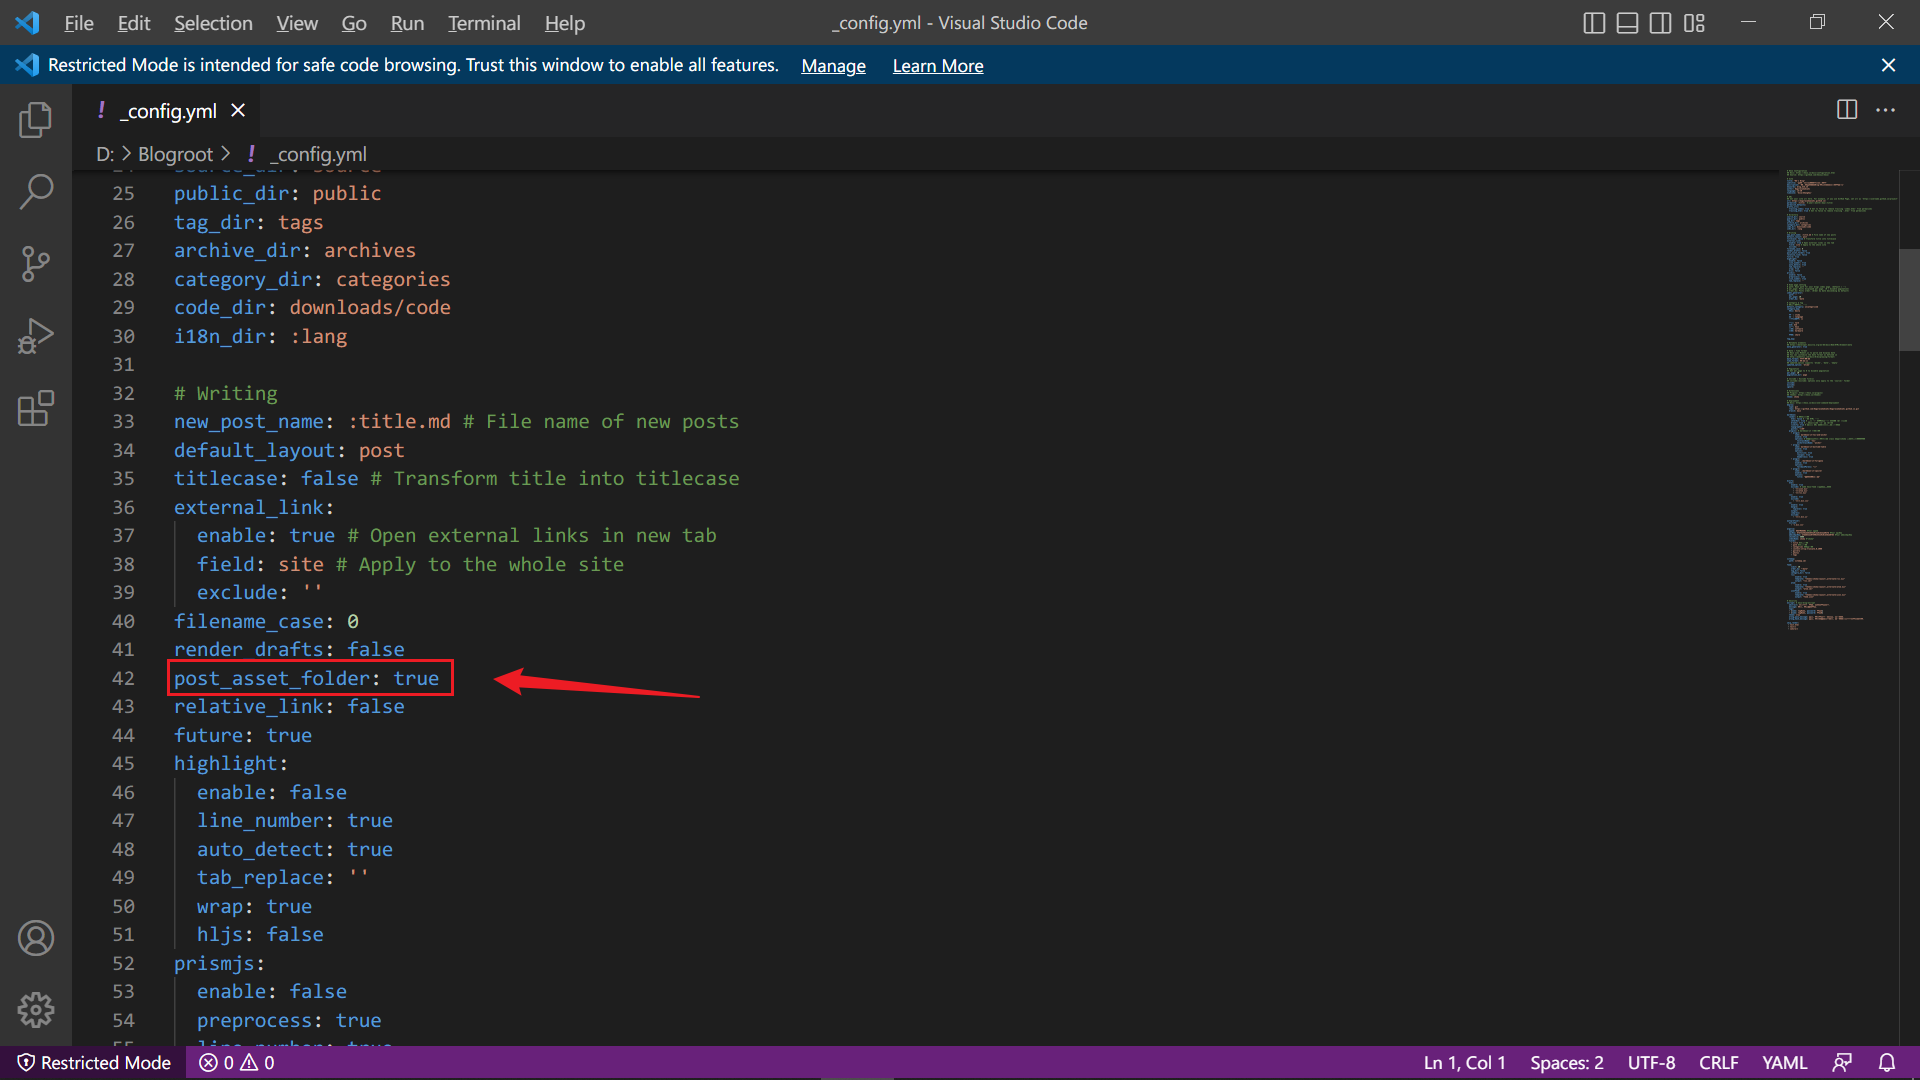 File Edit Selection View Go Run Terminal Help _config.yml - Visual Studio Code
Restricted Mode is intended for safe code browsing. Trust this window to enable all features. Manage Learn More
! _config.yml
D: > Blogroot > ! _config.yml
25 public_dir: public
26 tag_dir: tags
27 archive_dir: archives
28 category_dir: categories
29 code_dir: downloads/code
30 i18n_dir: :lang
31
32 # Writing
33 new_post_name: :title.md # File name of new posts
34 default_layout: post
35 titlecase: false # Transform title into titlecase
36 external_link:
37 enable: true # Open external links in new tab
38 field: site # Apply to the whole site
39 exclude: ''
40 filename_case: 0
41 render_drafts: false
42 post_asset_folder: true
43 relative_link: false
44 future: true
45 highlight:
46 enable: false
47 line_number: true
48 auto_detect: true
49 tab_replace: ''
50 wrap: true
51 hljs: false
52 prismjs:
53 enable: false
54 preprocess: true
Restricted Mode 0 0 Ln 1, Col 1 Spaces: 2 UTF-8 CRLF YAML